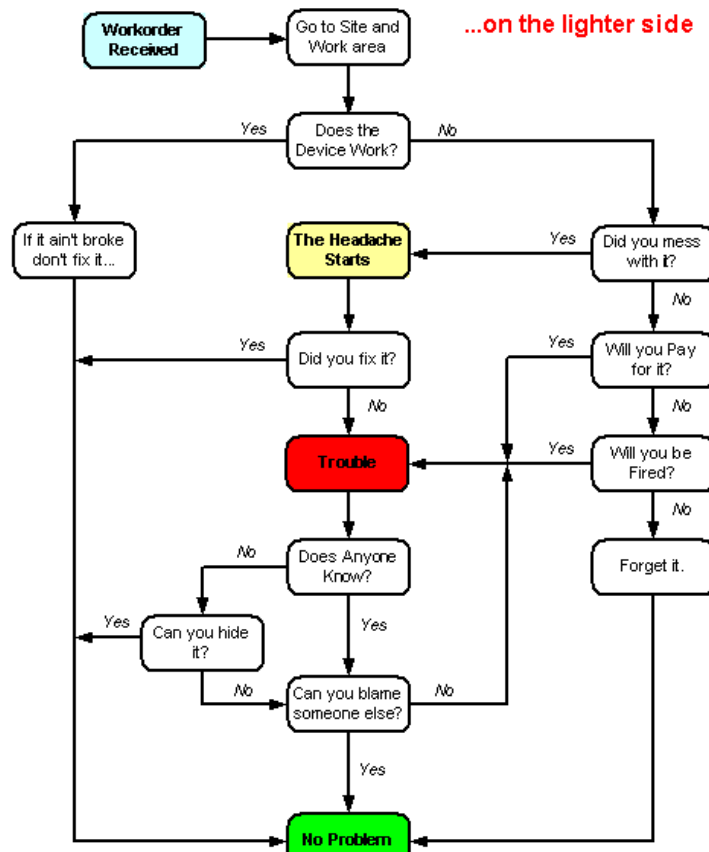 Workorder
Received
Go to Site and
Work area
...on the lighter side
Yes
Does the
Device Work?
No
If it ain't broke
don't fix it...
The Headache
Starts
Yes
Did you mess
with it?
No
Yes
Did you fix it?
Yes
Will you Pay
for it?
No
No
Trouble
Yes
Will you be
Fired?
No
No
Does Anyone
Know?
Forget it.
Yes
Can you hide
it?
Yes
No
Can you blame
someone else?
No
Yes
No Problem